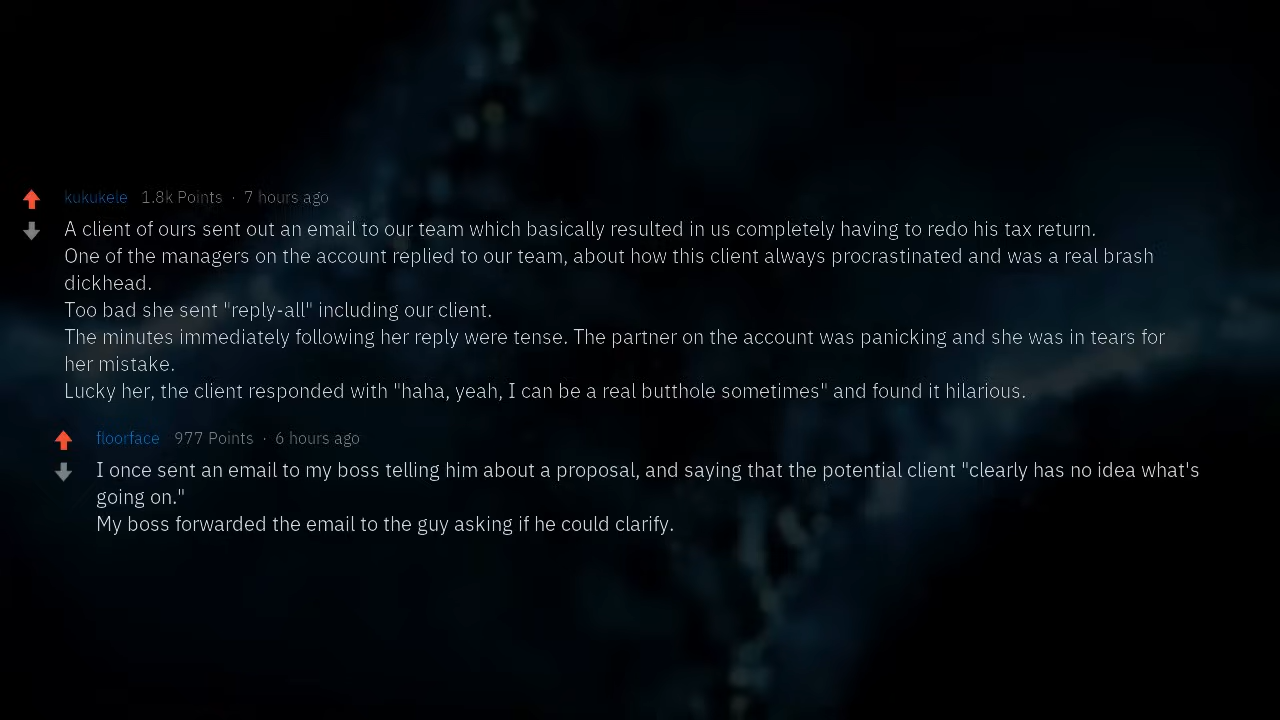 kukukele 1.8k Points · 7 hours ago
A client of ours sent out an email to our team which basically resulted in us completely having to redo his tax return.
One of the managers on the account replied to our team, about how this client always procrastinated and was a real brash
dickhead.
Too bad she sent "reply-all" including our client.
The minutes immediately following her reply were tense. The partner on the account was panicking and she was in tears for
her mistake.
Lucky her, the client responded with "haha, yeah, I can be a real butthole sometimes" and found it hilarious.
floorface 977 Points · 6 hours ago
I once sent an email to my boss telling him about a proposal, and saying that the potential client "clearly has no idea what's
going on."
My boss forwarded the email to the guy asking if he could clarify.